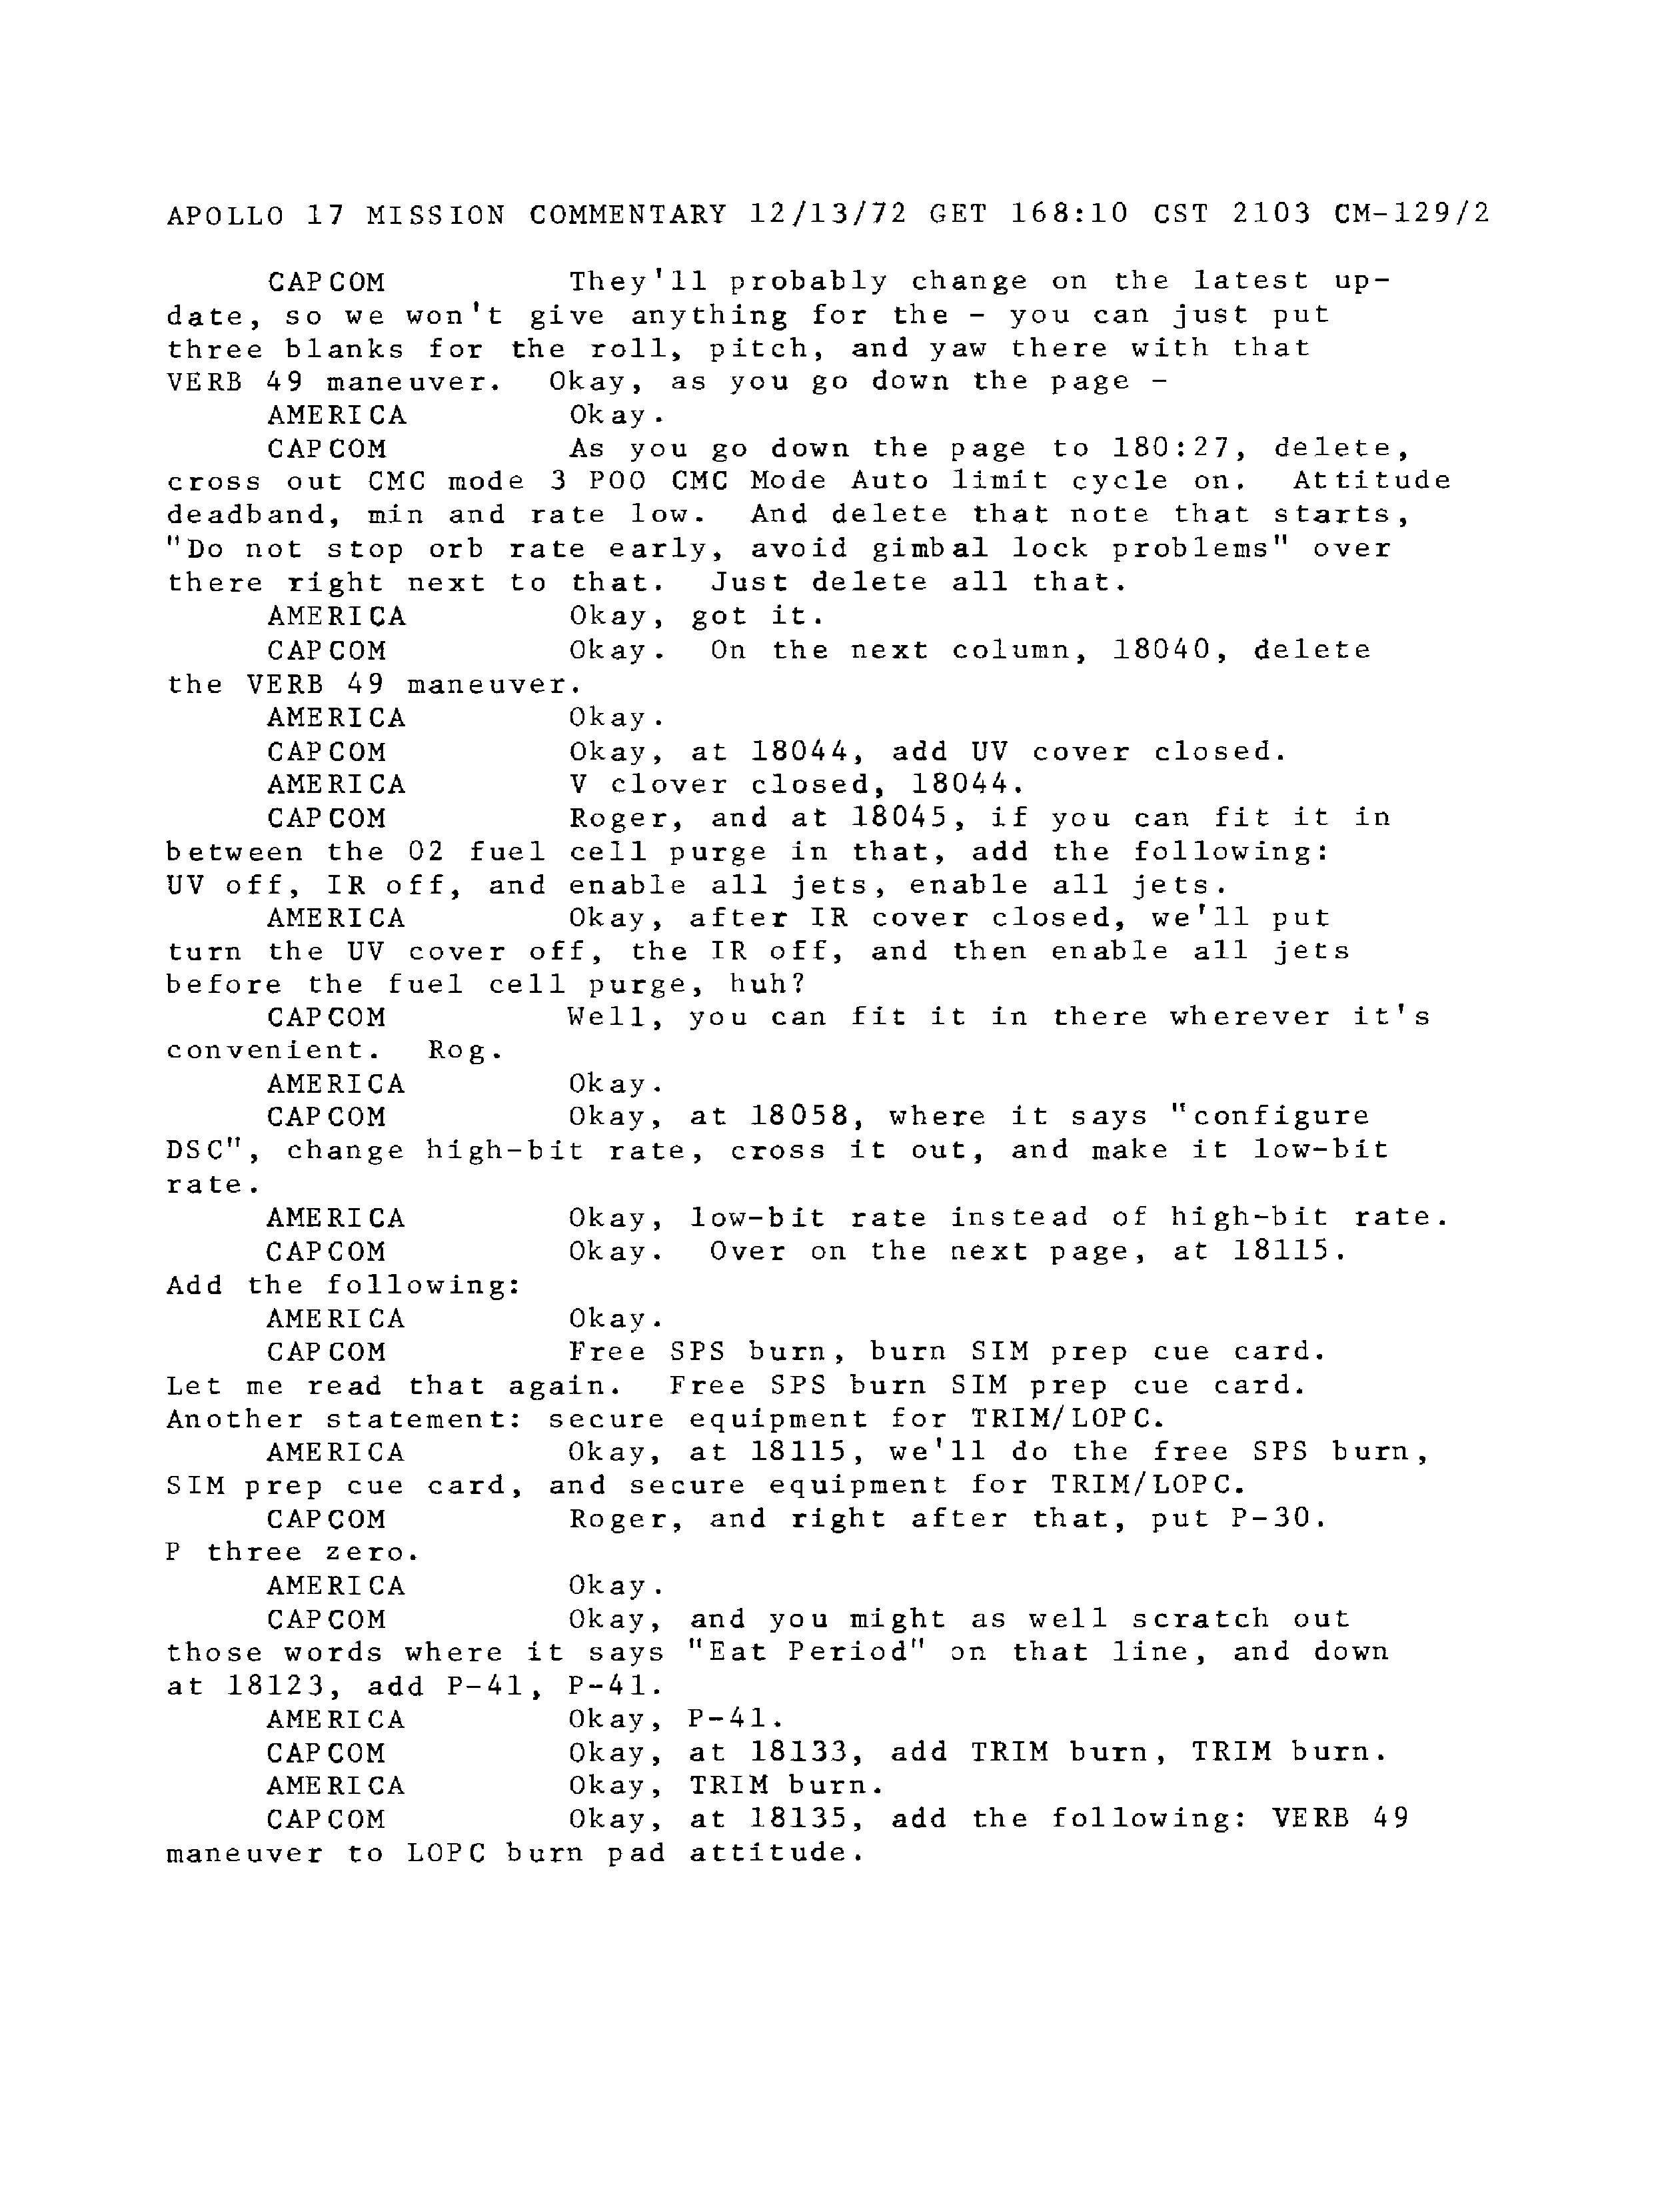 APOLLO 17 MISSION COMMENTARY 12/13/72 GET 168:10 CST 2103 CM-129/2
CAPCOM They'll probably change on the latest up-
date, so we won't give anything for the - you can just put
three blanks for the roll, pitch, and yaw there with that
VERB 49 maneuver. Okay, as you go down the page -
AMERICA Okay.
CAPCOM As you go down the page to 180:27, delete,
cross out CMC mode 3 POO CMC Mode Auto limit cycle on. Attitude
deadband, min and rate low. And delete that note that starts,
"Do not stop orb rate early, avoid gimbal lock problems" over
there right next to that. Just delete all that.
AMERICA Okay, got it.
CAPCOM Okay. On the next column, 18040, delete
the VERB 49 maneuver.
AMERICA Okay.
CAPCOM Okay, at 18044, add UV cover closed.
AMERICA V clover closed, 18044.
CAPCOM Roger, and at 18045, if you can fit it in
between the 02 fuel cell purge in that, add the following:
UV off, IR off, and enable all jets, enable all jets.
AMERICA Okay, after IR cover closed, we'll put
turn the UV cover off, the IR off, and then enable all jets
before the fuel cell purge, huh?
CAPCOM Well, you can fit it in there wherever it's
convenient. Rog.
AMERICA Okay.
CAPCOM Okay, at 18058, where it says "configure
DSC", change high-bit rate, cross it out, and make it low-bit
rate.
AMERICA Okay, low-bit rate instead of high-bit rate.
CAPCOM Okay. Over on the next page, at 18115.
Add the following:
AMERICA Okay.
CAPCOM Free SPS burn, burn SIM prep cue card.
Let me read that again. Free SPS burn SIM prep cue card.
Another statement: secure equipment for TRIM/LOPC.
AMERICA Okay, at 18115, we'll do the free SPS burn,
SIM prep cue card, and secure equipment for TRIM/LOPC.
CAPCOM Roger, and right after that, put P-30.
P three zero.
AMERICA Okay.
CAPCOM Okay, and you might as well scratch out
those words where it says "Eat Period" on that line, and down
at 18123, add P-41, P-41.
AMERICA Okay, P-41.
CAPCOM Okay, at 18133, add TRIM burn, TRIM burn.
AMERICA Okay, TRIM burn.
CAPCOM Okay, at 18135, add the following: VERB 49
maneuver to LOPC burn pad attitude.